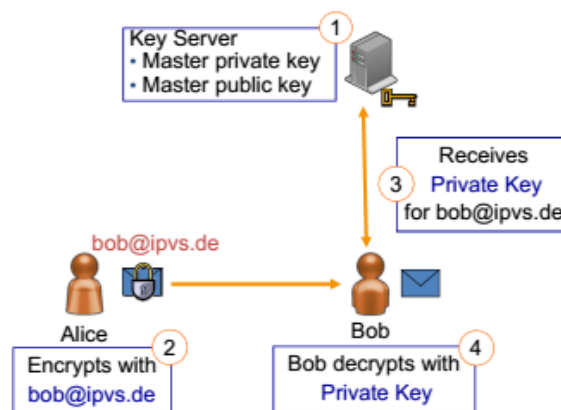 1
Key Server
• Master private key
• Master public key
Receives
3
Private Key
for bob@ipvs.de
bob@ipvs.de
Alice
Bob
2
Encrypts with
bob@ipvs.de
4
Bob decrypts with
Private Key